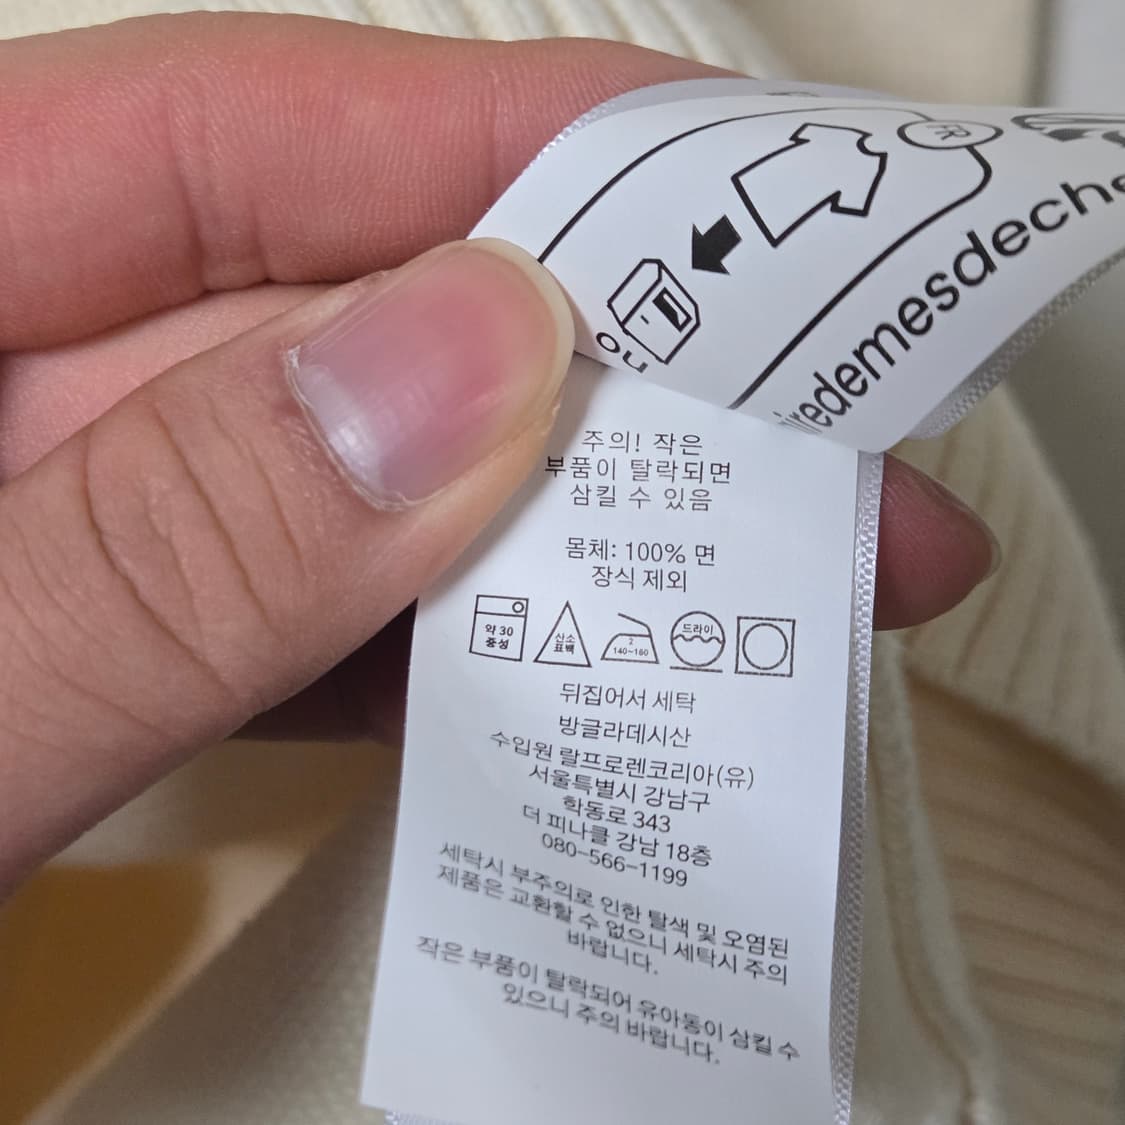 FR
주의! 작은
부품이 탈락되면
삼킬 수 있음
몸체: 100% 면
장식 제외
약 30
중성
산소
표백
2
140~160
드라이
뒤집어서 세탁
방글라데시산
수입원 랄프로렌코리아(유)
서울특별시 강남구
학동로 343
더 피나클 강남 18층
080-566-1199
세탁시 부주의로 인한 탈색 및 오염된
제품은 교환할 수 없으니 세탁시 주의
바랍니다.
작은 부품이 탈락되어 유아동이 삼킬 수
있으니 주의 바랍니다.